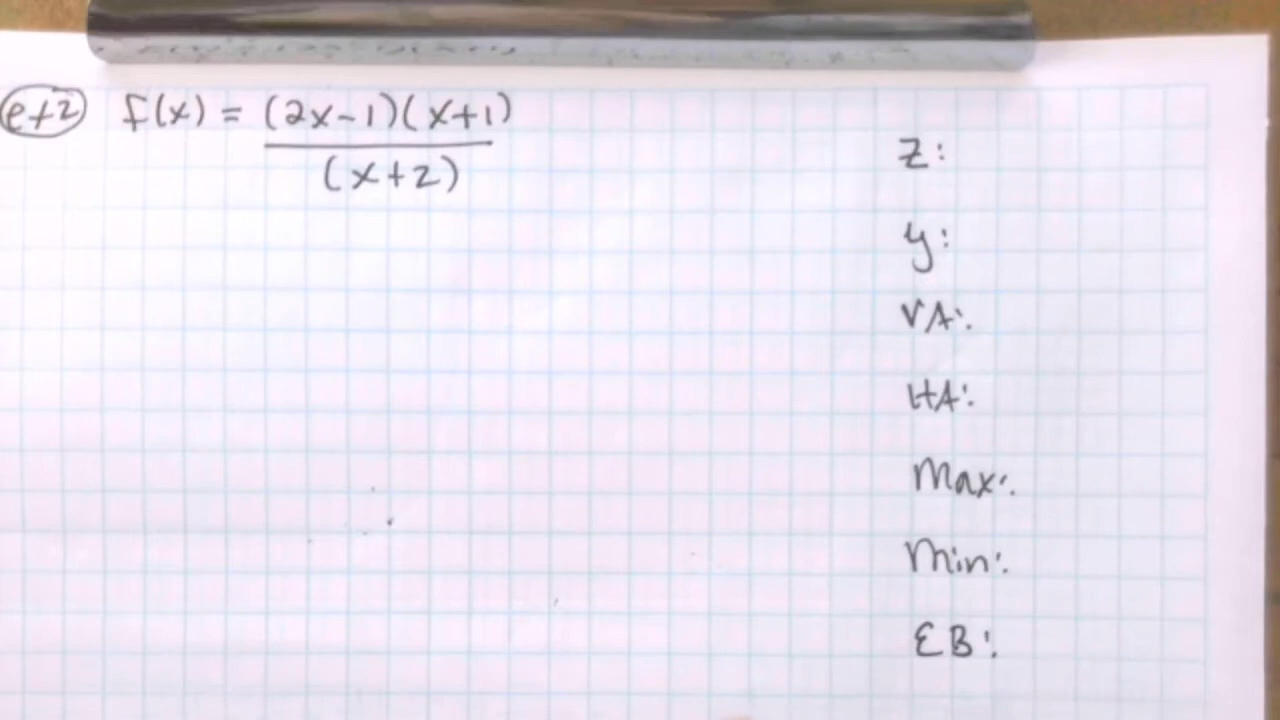 e+2 f(x) = (2x-1)(x+1)
(x+2)
Z:
y:
VA:
HA:
Max:
Min:
EB: